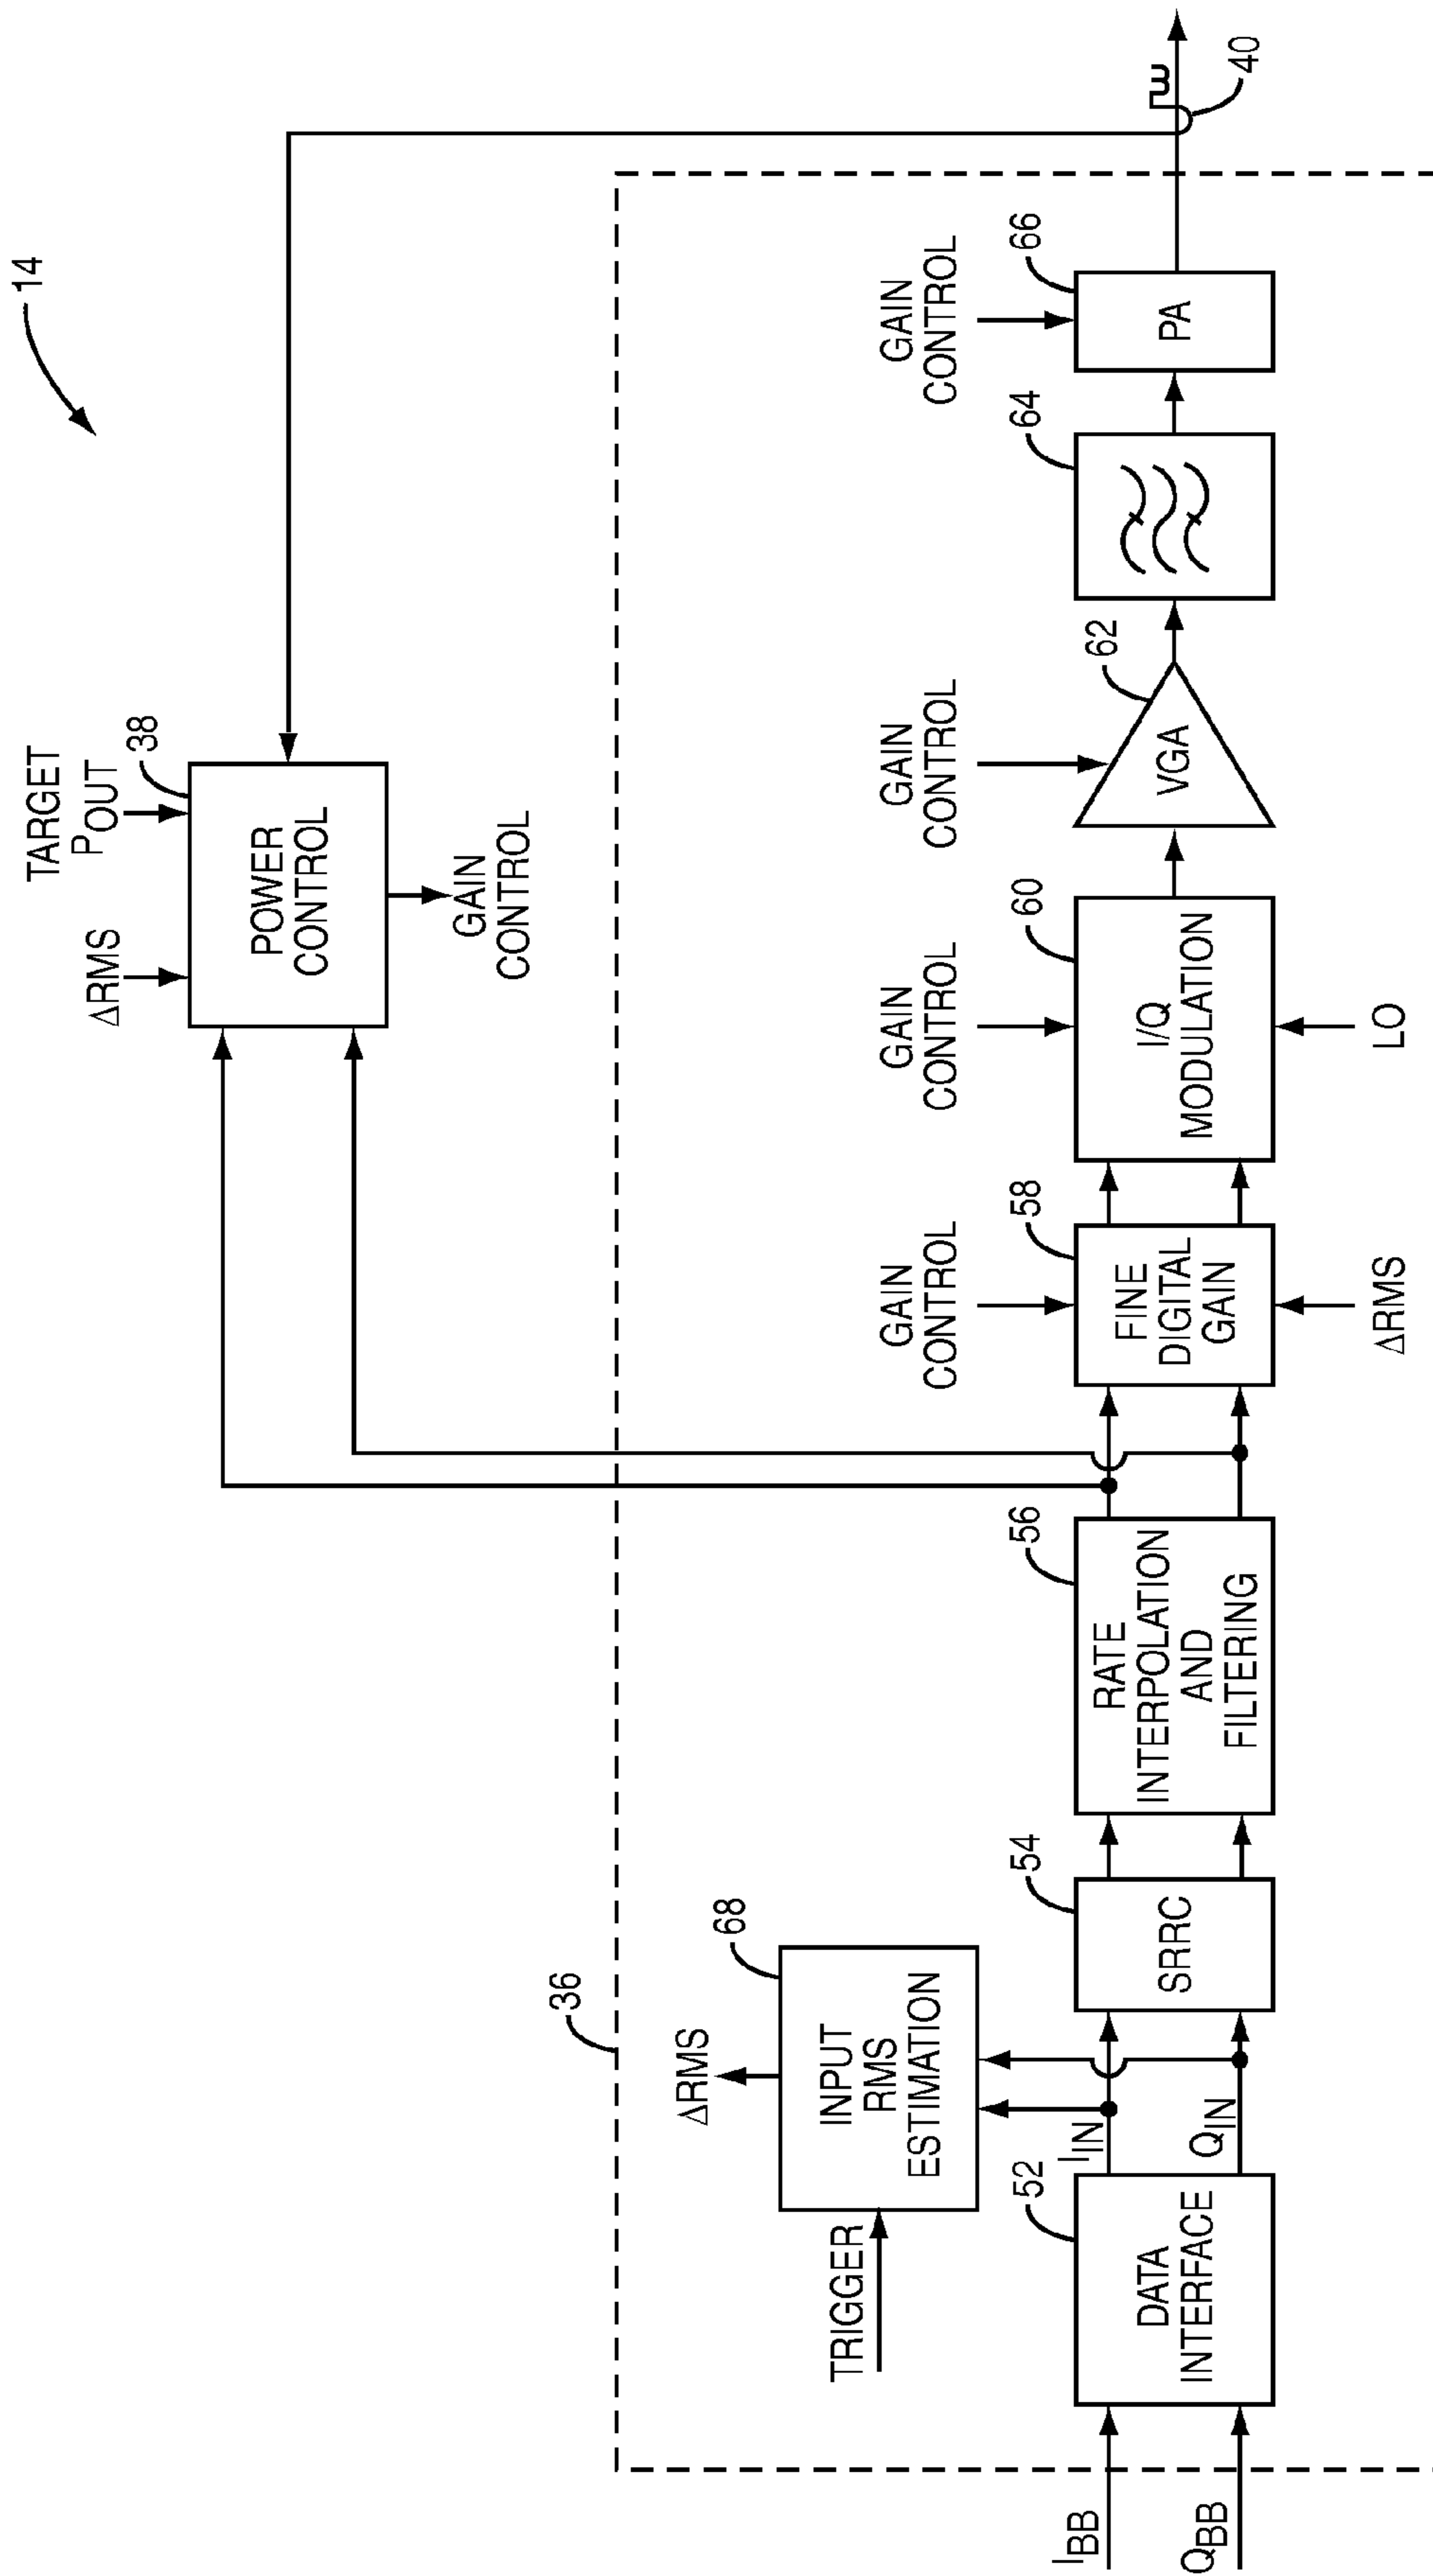 14
TARGET
POUT
38
ΔRMS
POWER
CONTROL
GAIN
CONTROL
36
ΔRMS
68
INPUT
RMS
ESTIMATION
TRIGGER
IBB
QBB
52
DATA
INTERFACE
IIN
QIN
54
SRRC
56
RATE
INTERPOLATION
AND
FILTERING
GAIN
CONTROL
58
FINE
DIGITAL
GAIN
ΔRMS
GAIN
CONTROL
60
I/Q
MODULATION
LO
GAIN
CONTROL
62
VGA
64
GAIN
CONTROL
66
PA
40